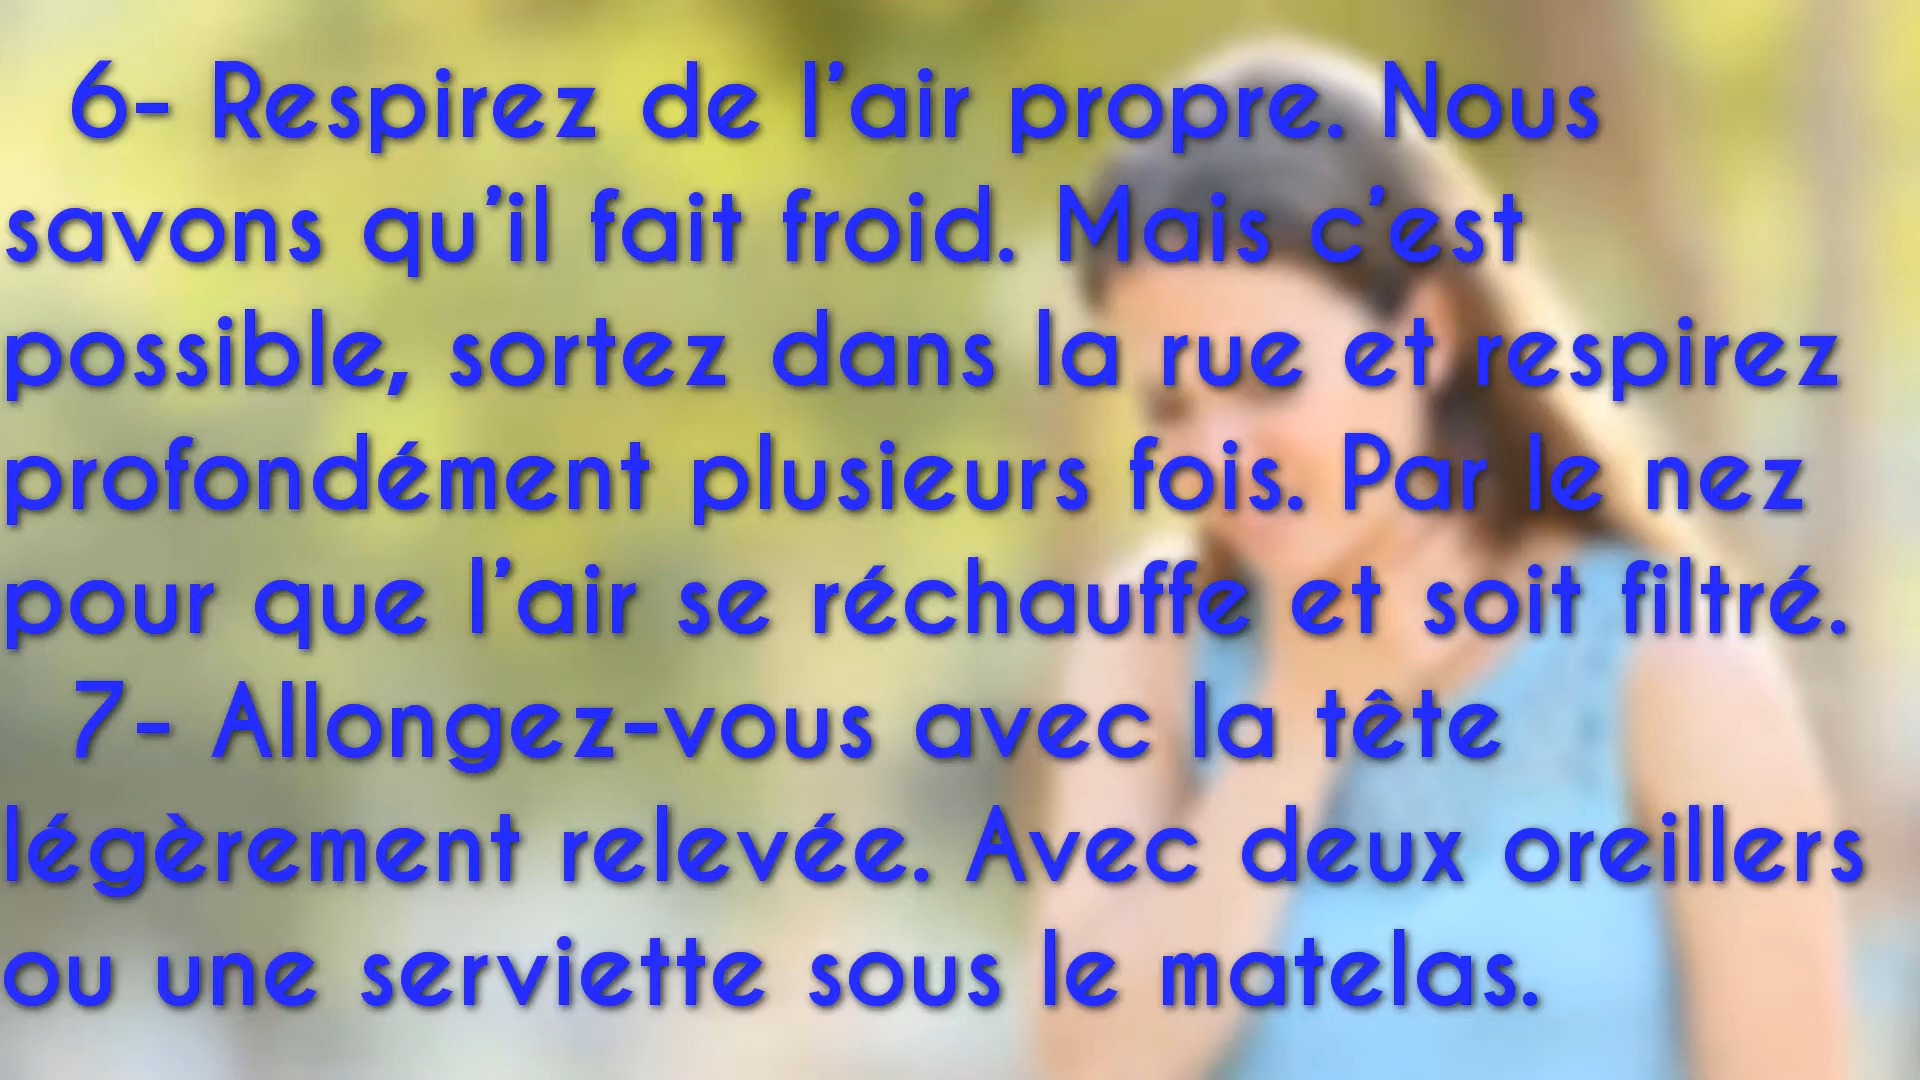 6- Respirez de l'air propre. Nous
savons qu'il fait froid. Mais c'est
possible, sortez dans la rue et respirez
profondément plusieurs fois. Par le nez
pour que l'air se réchauffe et soit filtré.
7- Allongez-vous avec la tête
légèrement relevée. Avec deux oreillers
ou une serviette sous le matelas.